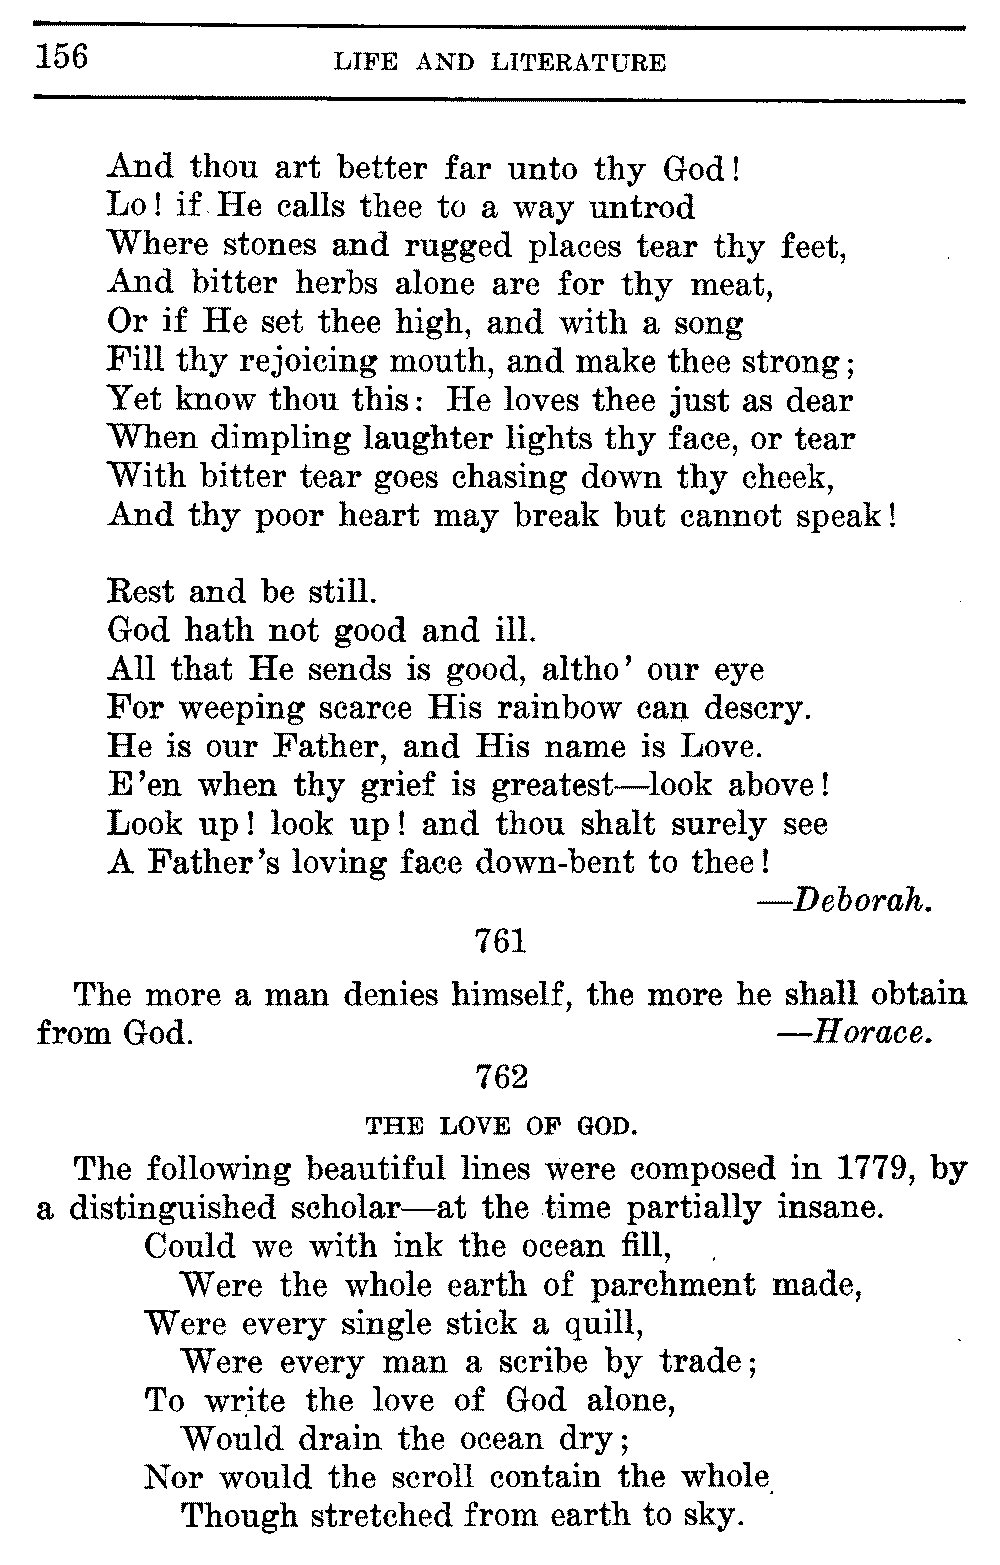 156 LIFE AND LITERATURE
And thou art better far unto thy God!
Lo! if He calls thee to a way untrod
Where stones and rugged places tear thy feet,
And bitter herbs alone are for thy meat,
Or if He set thee high, and with a song
Fill thy rejoicing mouth, and make thee strong;
Yet know thou this: He loves thee just as dear
When dimpling laughter lights thy face, or tear
With bitter tear goes chasing down thy cheek,
And thy poor heart may break but cannot speak!
Rest and be still.
God hath not good and ill.
All that He sends is good, altho' our eye
For weeping scarce His rainbow can descry.
He is our Father, and His name is Love.
E'en when thy grief is greatest—look above!
Look up! look up! and thou shalt surely see
A Father's loving face down-bent to thee!
—Deborah.
761
The more a man denies himself, the more he shall obtain
from God. —Horace.
762
THE LOVE OF GOD.
The following beautiful lines were composed in 1779, by
a distinguished scholar—at the time partially insane.
Could we with ink the ocean fill,
Were the whole earth of parchment made,
Were every single stick a quill,
Were every man a scribe by trade;
To write the love of God alone,
Would drain the ocean dry;
Nor would the scroll contain the whole
Though stretched from earth to sky.